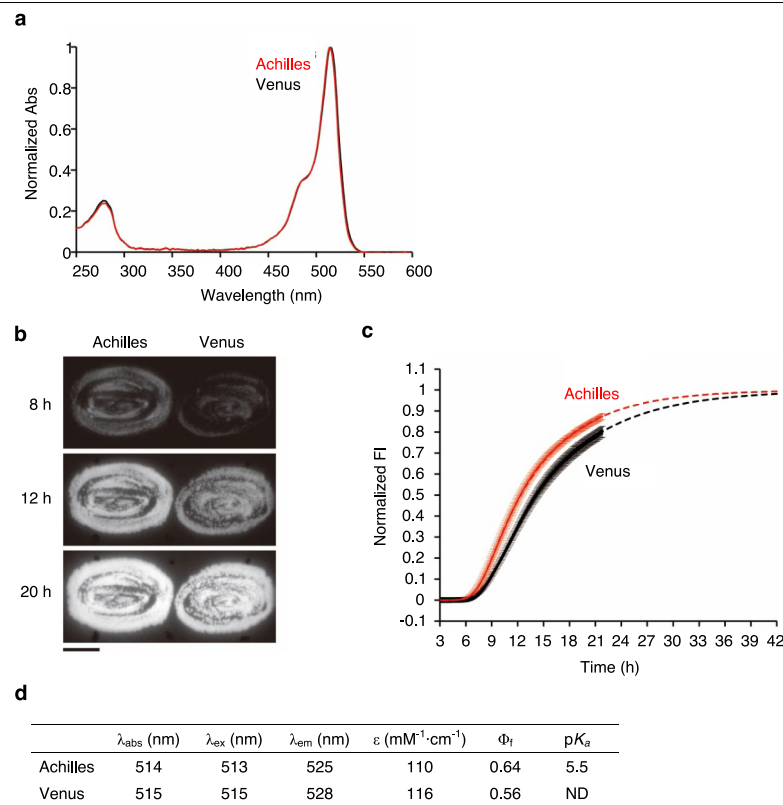 a
1
0.8
0.6
0.4
0.2
0
Normalized Abs
Achilles
Venus
250 300 350 400 450 500 550 600
Wavelength (nm)
b
Achilles Venus
8 h
12 h
20 h
c
1.1
1
0.9
0.8
0.7
0.6
0.5
0.4
0.3
0.2
0.1
0
-0.1
Normalized FI
Achilles
Venus
3 6 9 12 15 18 21 24 27 30 33 36 39 42
Time (h)
d
λabs (nm) λex (nm) λem (nm) ε (mM⁻¹·cm⁻¹) Φf pKa
Achilles 514 513 525 110 0.64 5.5
Venus 515 515 528 116 0.56 ND